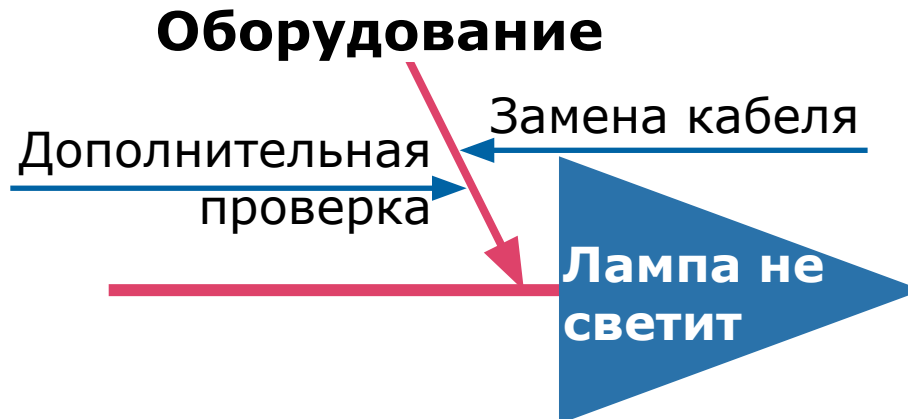 Оборудование
Замена кабеля
Дополнительная
проверка
Лампа не
светит